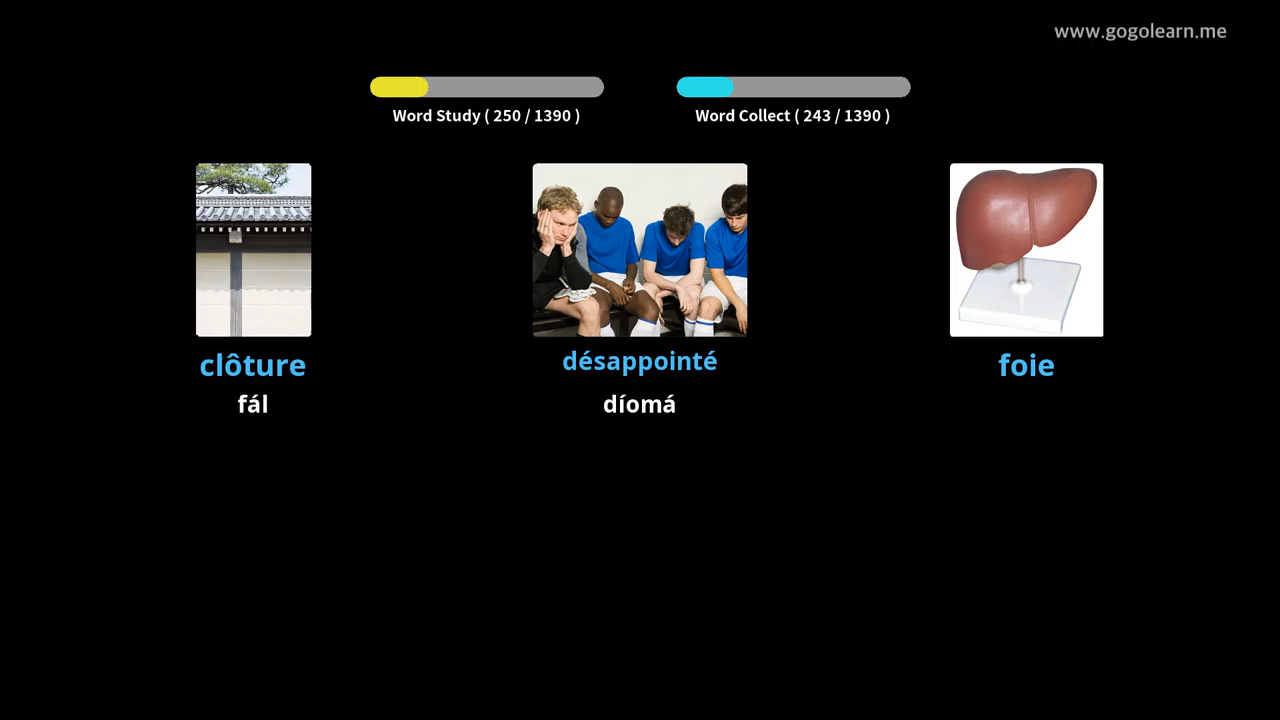 www.gogolearn.me
Word Study ( 250 / 1390 )
Word Collect ( 243 / 1390 )
clôture
désappointé
foie
fál
díomá